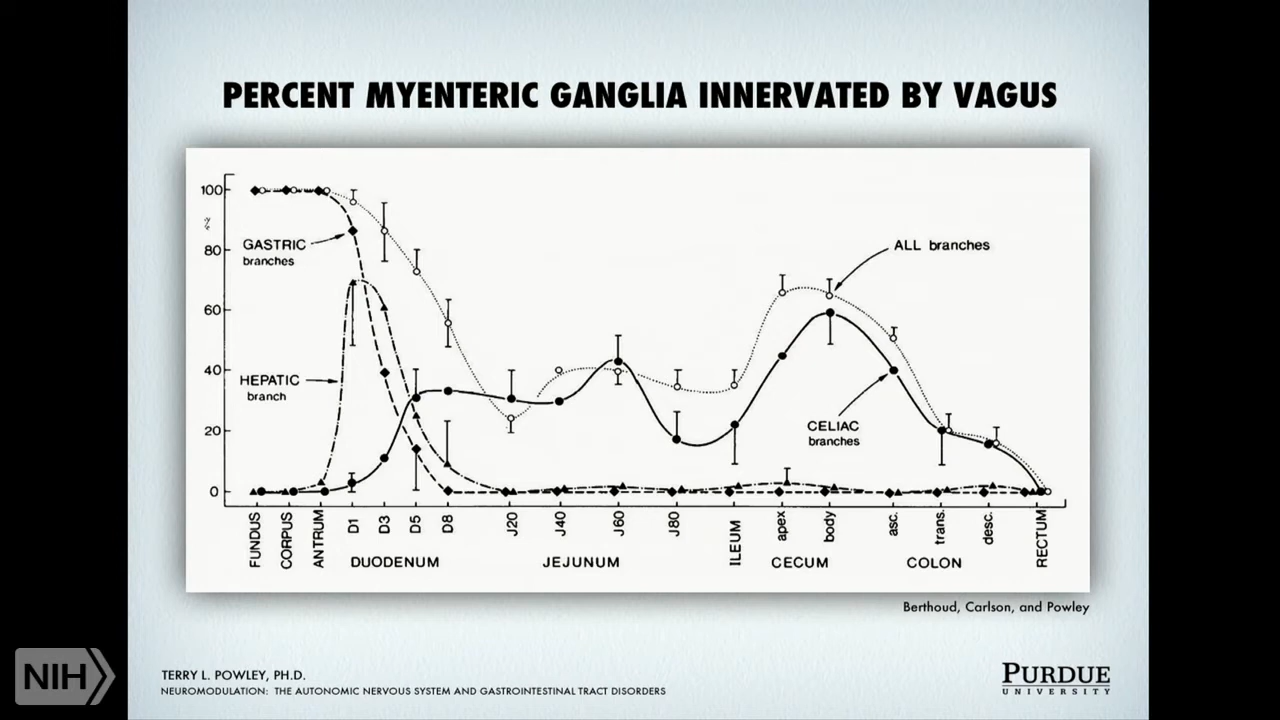 PERCENT MYENTERIC GANGLIA INNERVATED BY VAGUS
100
%
80
60
40
20
0
GASTRIC
branches
HEPATIC
branch
ALL branches
CELIAC
branches
FUNDUS
CORPUS
ANTRUM
D1
D3
D5
D8
J20
J40
J60
J80
ILEUM
apex
body
asc.
trans.
desc.
RECTUM
DUODENUM
JEJUNUM
CECUM
COLON
Berthoud, Carlson, and Powley
NIH
TERRY L. POWLEY, PH.D.
NEUROMODULATION: THE AUTONOMIC NERVOUS SYSTEM AND GASTROINTESTINAL TRACT DISORDERS
PURDUE
UNIVERSITY